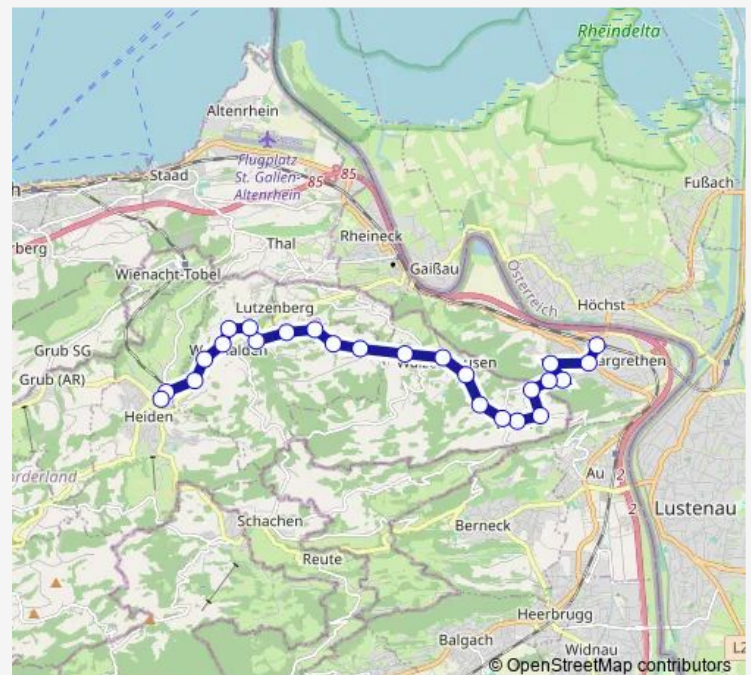 Rheindelta
Altenrhein
Flugplatz
St. Gallen-
Altenrhein
85
85
Staad
Fußach
Rheineck
Thal
Gaißau
Österreich
Wienacht-Tobel
Höchst
Lutzenberg
Grub SG
Grub (AR)
Heiden
Au
2
2
Lustenau
Schachen
Berneck
Reute
Heerbrugg
Balgach
Widnau
© OpenStreetMap contributors